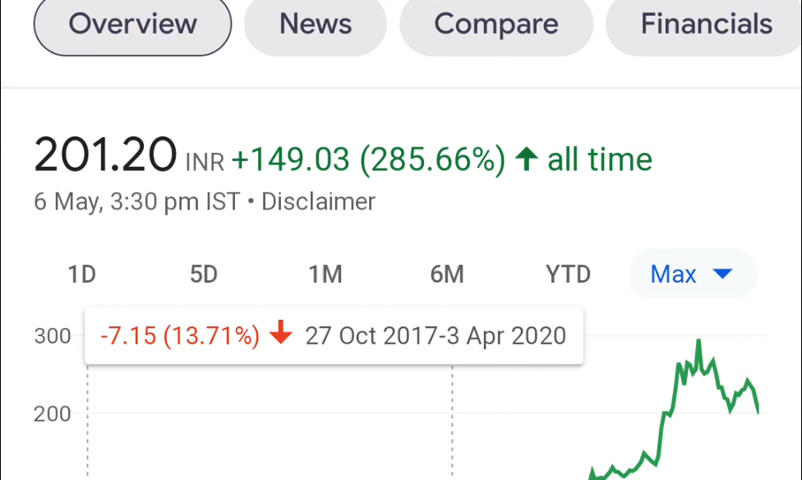 Overview News Compare Financials
201.20 INR +149.03 (285.66%) ↑ all time
6 May, 3:30 pm IST • Disclaimer
1D 5D 1M 6M YTD Max
-7.15 (13.71%) ↓ 27 Oct 2017-3 Apr 2020
300
200